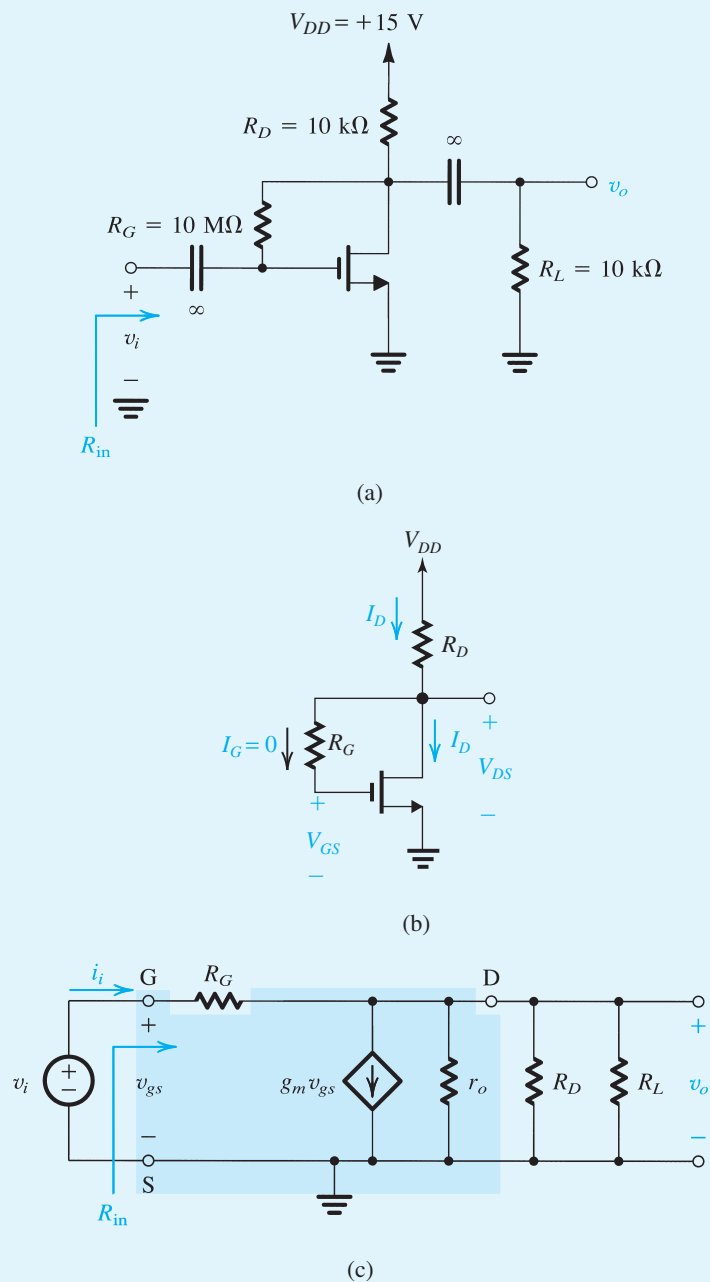 V_DD = +15 V
R_D = 10 kΩ
∞
v_o
R_G = 10 MΩ
R_L = 10 kΩ
+
∞
v_i
−
R_in
(a)
V_DD
I_D
R_D
I_G = 0
R_G
I_D
+
V_DS
−
+
V_GS
−
(b)
i_i
G
R_G
D
+
+
v_i
+
−
v_gs
g_m v_gs
r_o
R_D
R_L
v_o
−
−
S
R_in
(c)